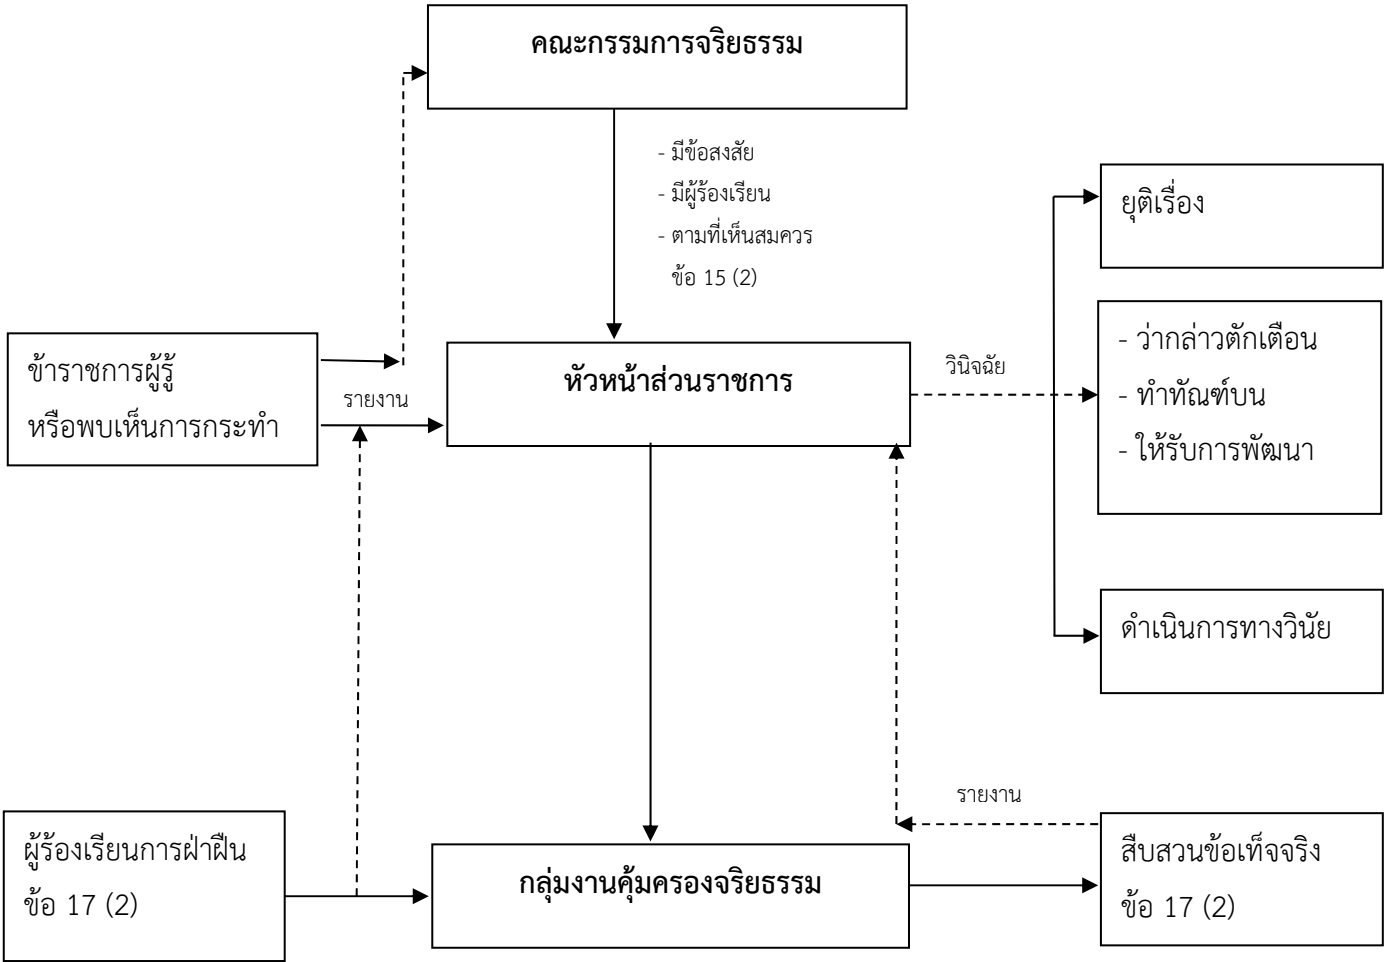 คณะกรรมการจริยธรรม
- มีข้อสงสัย
- มีผู้ร้องเรียน
- ตามที่เห็นสมควร
ข้อ 15 (2)
ยุติเรื่อง
ข้าราชการผู้รู้
หรือพบเห็นการกระทำ
รายงาน
หัวหน้าส่วนราชการ
วินิจฉัย
- ว่ากล่าวตักเตือน
- ทำทัณฑ์บน
- ให้รับการพัฒนา
ดำเนินการทางวินัย
รายงาน
ผู้ร้องเรียนการฝ่าฝืน
ข้อ 17 (2)
กลุ่มงานคุ้มครองจริยธรรม
สืบสวนข้อเท็จจริง
ข้อ 17 (2)